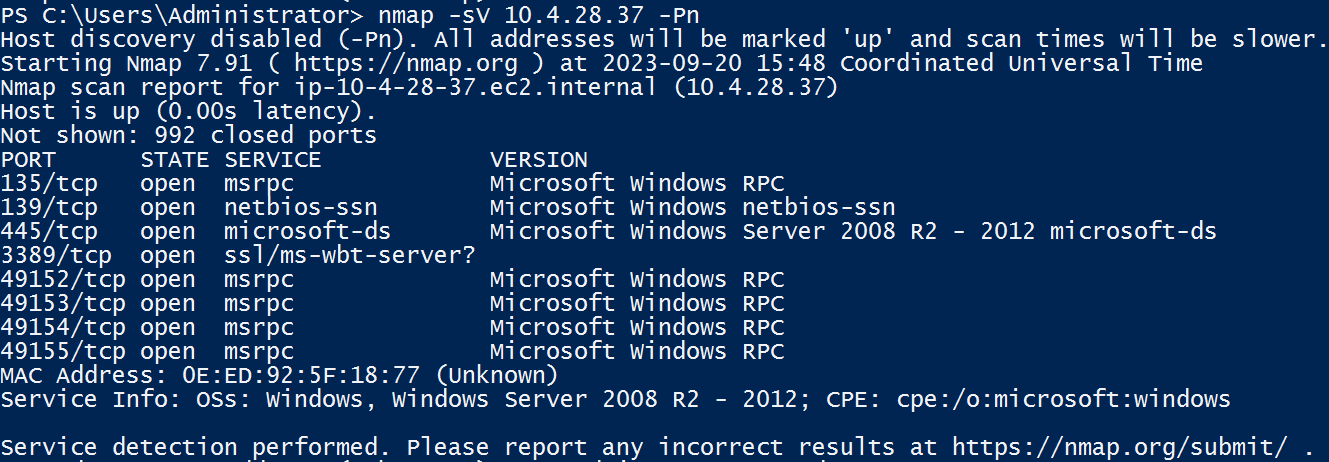 PS C:\Users\Administrator> nmap -sV 10.4.28.37 -Pn
Host discovery disabled (-Pn). All addresses will be marked 'up' and scan times will be slower.
Starting Nmap 7.91 ( https://nmap.org ) at 2023-09-20 15:48 Coordinated Universal Time
Nmap scan report for ip-10-4-28-37.ec2.internal (10.4.28.37)
Host is up (0.00s latency).
Not shown: 992 closed ports
PORT      STATE SERVICE            VERSION
135/tcp   open  msrpc              Microsoft Windows RPC
139/tcp   open  netbios-ssn        Microsoft Windows netbios-ssn
445/tcp   open  microsoft-ds       Microsoft Windows Server 2008 R2 - 2012 microsoft-ds
3389/tcp  open  ssl/ms-wbt-server?
49152/tcp open  msrpc              Microsoft Windows RPC
49153/tcp open  msrpc              Microsoft Windows RPC
49154/tcp open  msrpc              Microsoft Windows RPC
49155/tcp open  msrpc              Microsoft Windows RPC
MAC Address: 0E:ED:92:5F:18:77 (Unknown)
Service Info: OSs: Windows, Windows Server 2008 R2 - 2012; CPE: cpe:/o:microsoft:windows
Service detection performed. Please report any incorrect results at https://nmap.org/submit/ .